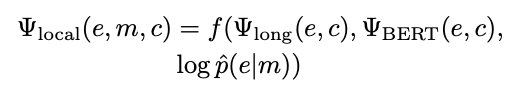 Ψ_local(e, m, c) = f(Ψ_long(e, c), Ψ_BERT(e, c),
log p̂(e|m))